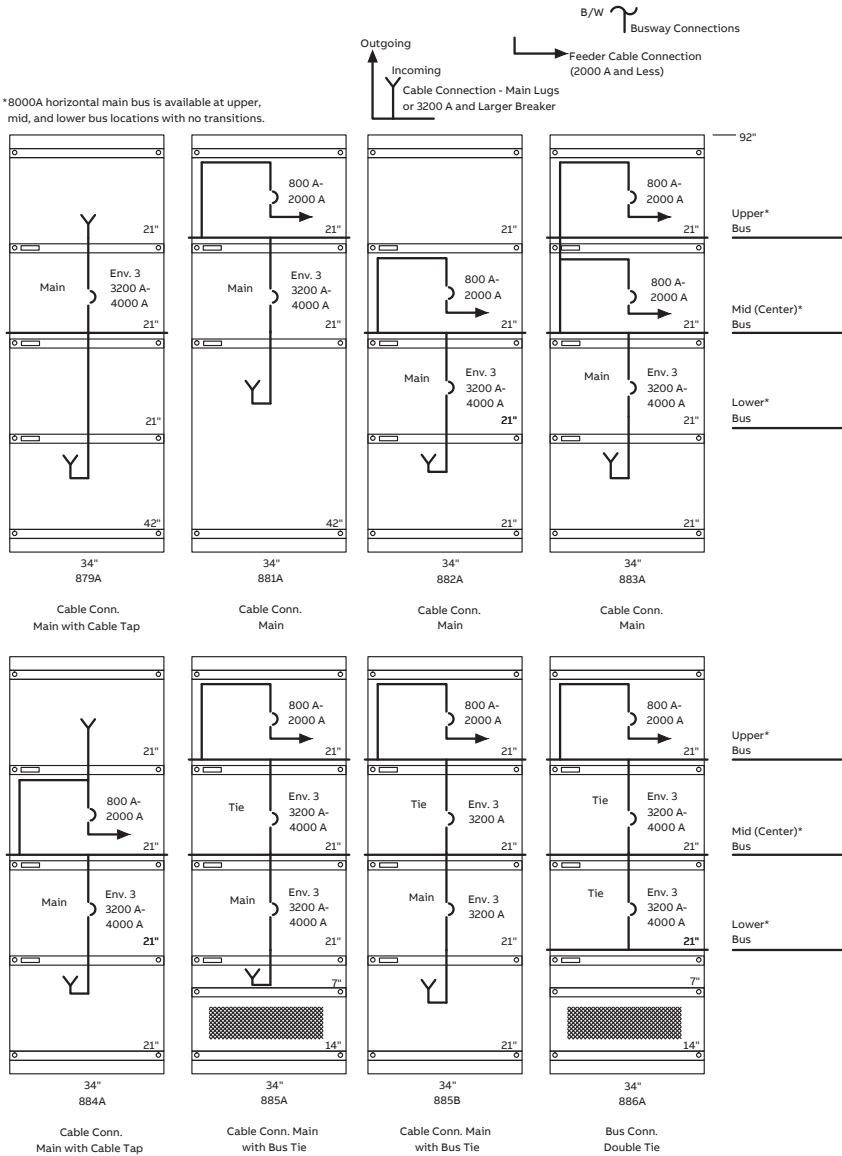 B/W
Busway Connections
Outgoing
Feeder Cable Connection
(2000 A and Less)
Incoming
Cable Connection - Main Lugs
or 3200 A and Larger Breaker
*8000A horizontal main bus is available at upper,
mid, and lower bus locations with no transitions.
92"
21"
Main
Env. 3
3200 A-
4000 A
21"
21"
42"
34"
879A
Cable Conn.
Main with Cable Tap
800 A-
2000 A
21"
Main
Env. 3
3200 A-
4000 A
21"
42"
34"
881A
Cable Conn.
Main
21"
800 A-
2000 A
21"
Main
Env. 3
3200 A-
4000 A
21"
21"
34"
882A
Cable Conn.
Main
800 A-
2000 A
21"
800 A-
2000 A
21"
Main
Env. 3
3200 A-
4000 A
21"
21"
34"
883A
Cable Conn.
Main
Upper*
Bus
Mid (Center)*
Bus
Lower*
Bus
21"
800 A-
2000 A
21"
Main
Env. 3
3200 A-
4000 A
21"
21"
34"
884A
Cable Conn.
Main with Cable Tap
800 A-
2000 A
21"
Tie
Env. 3
3200 A-
4000 A
21"
Main
Env. 3
3200 A-
4000 A
21"
7"
14"
34"
885A
Cable Conn. Main
with Bus Tie
800 A-
2000 A
21"
Tie
Env. 3
3200 A
21"
Main
Env. 3
3200 A
21"
21"
34"
885B
Cable Conn. Main
with Bus Tie
800 A-
2000 A
21"
Tie
Env. 3
3200 A-
4000 A
21"
Tie
Env. 3
3200 A-
4000 A
21"
7"
14"
34"
886A
Bus Conn.
Double Tie
Upper*
Bus
Mid (Center)*
Bus
Lower*
Bus